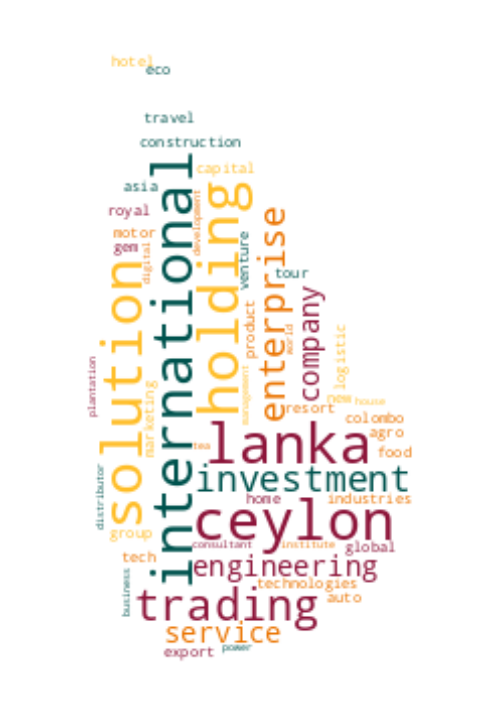 hotel
eco
travel
construction
international
capital
holding
asia
development
royal
enterprise
motor
venture
gem
digital
solution
tour
company
product
world
logistic
plantation
management
marketing
new
house
resort
colombo
lanka
agro
tea
food
distributor
investment
home
industries
ceylon
group
consultant
institute
global
tech
engineering
business
technologies
trading
auto
service
export
power